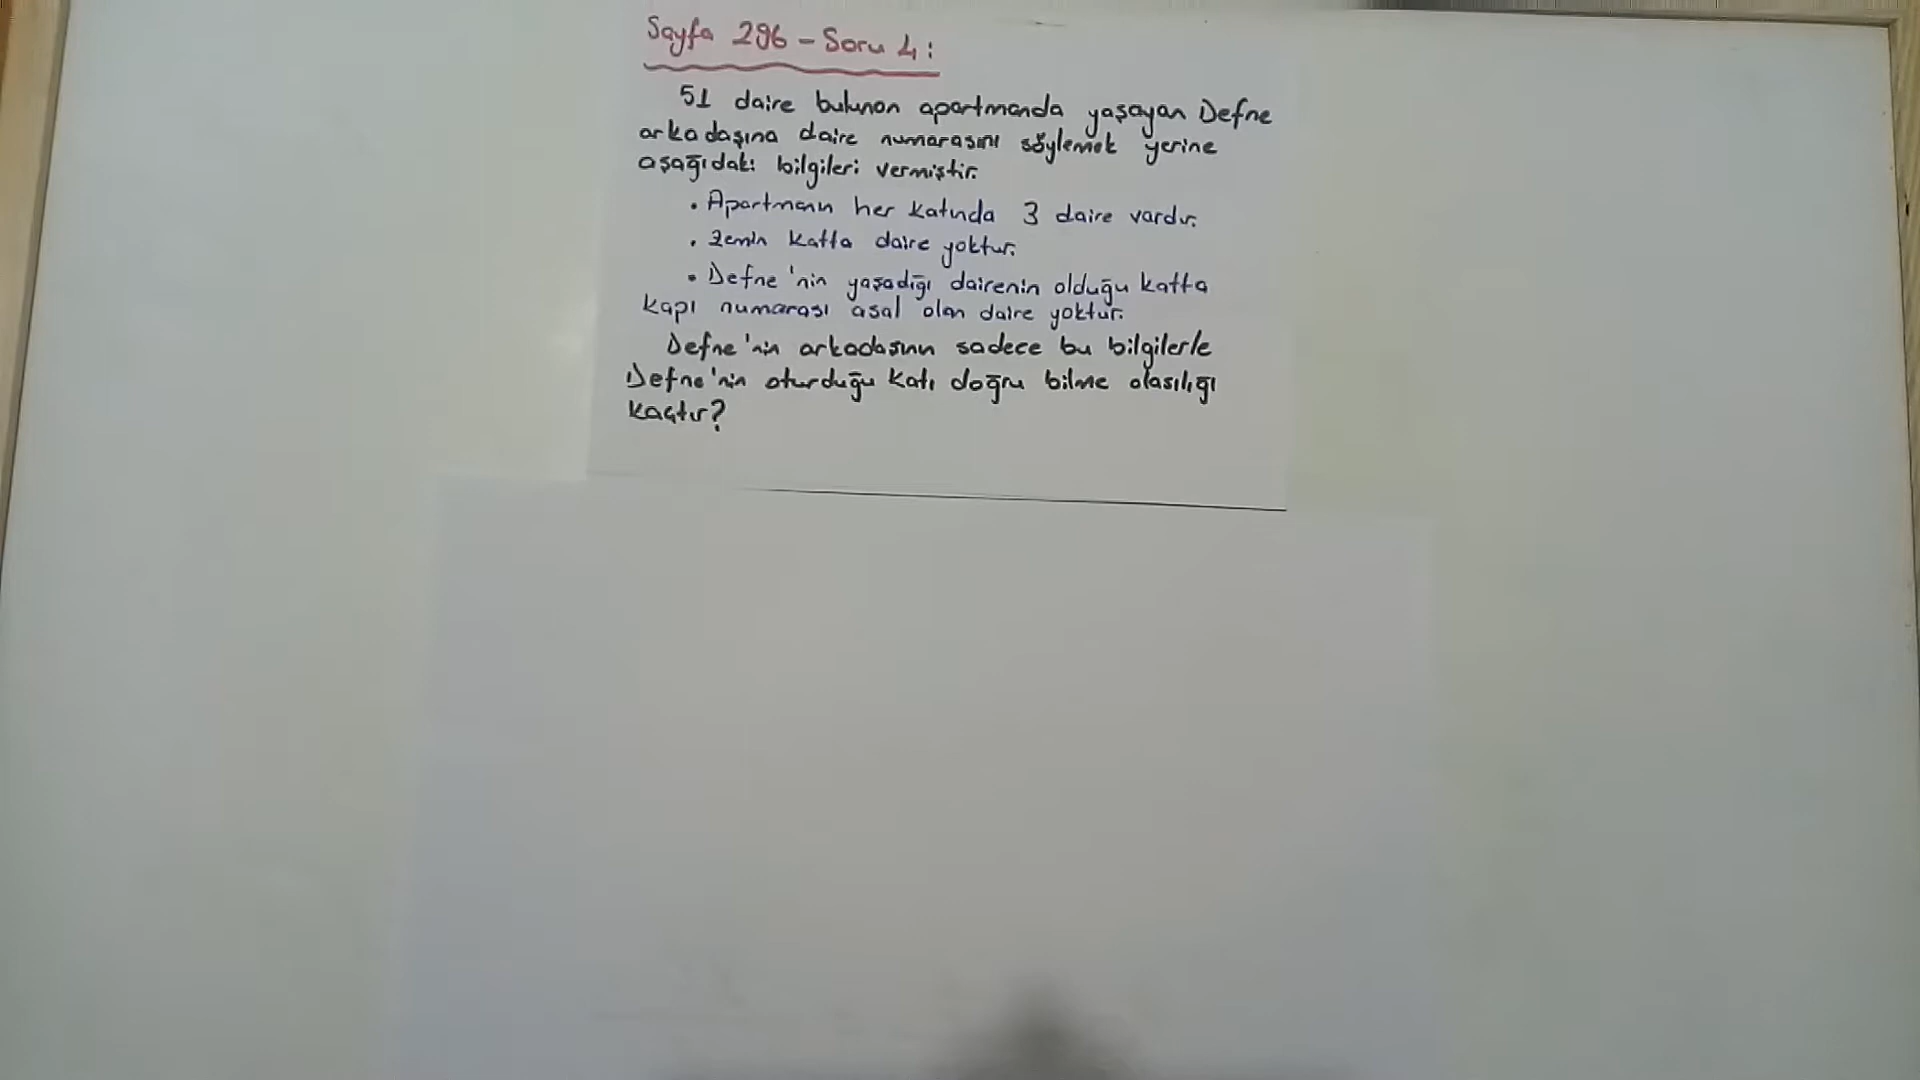 Sayfa 296 - Soru 4:
51 daire bulunan apartmanda yaşayan Defne
arkadaşına daire numarasını söylemek yerine
aşağıdaki bilgileri vermiştir.
• Apartmanın her katında 3 daire vardır.
• Zemin katta daire yoktur.
• Defne'nin yaşadığı dairenin olduğu katta
kapı numarası asal olan daire yoktur.
Defne'nin arkadaşının sadece bu bilgilerle
Defne'nin oturduğu katı doğru bilme olasılığı
kaçtır?